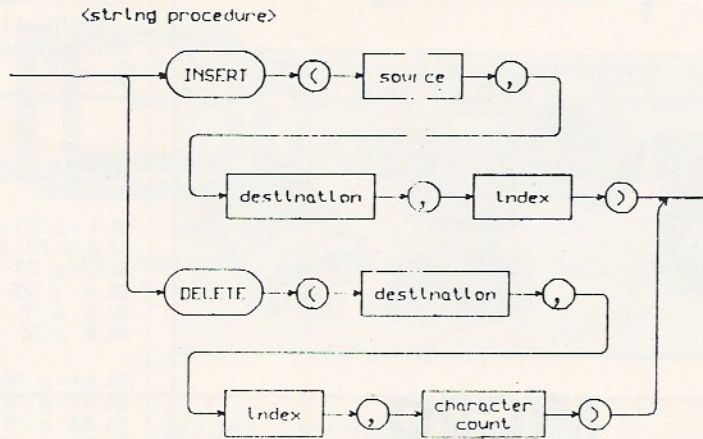 <string procedure>
INSERT ( source ,
destination , index )
DELETE ( destination ,
index , character
count )